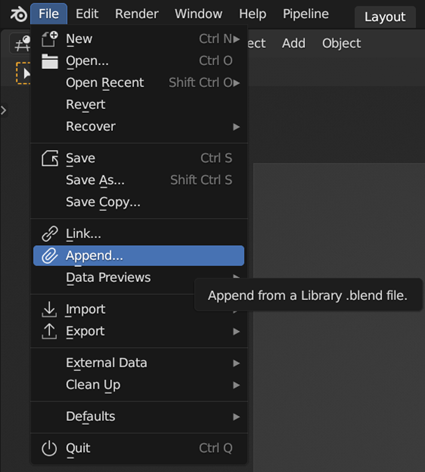 File Edit Render Window Help Pipeline Layout
New Ctrl N
Add Object
Open... Ctrl O
Open Recent Shift Ctrl O
Revert
Recover
Save Ctrl S
Save As... Shift Ctrl S
Save Copy...
Link...
Append...
Data Previews
Append from a Library .blend file.
Import
Export
External Data
Clean Up
Defaults
Quit Ctrl Q